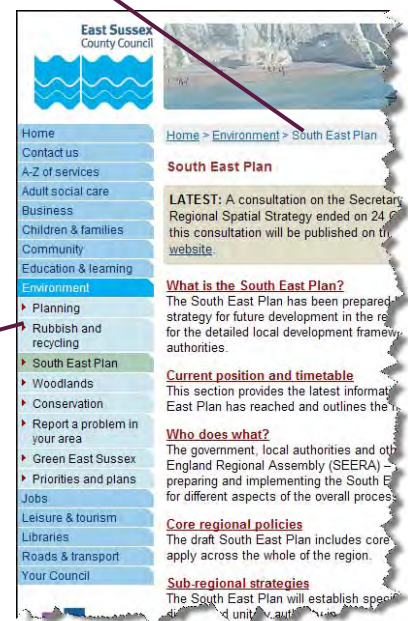 East Sussex
County Council
Home
Contact us
A-Z of services
Adult social care
Business
Children & families
Community
Education & learning
Environment
Planning
Rubbish and
recycling
South East Plan
Woodlands
Conservation
Report a problem in
your area
Green East Sussex
Priorities and plans
Jobs
Leisure & tourism
Libraries
Roads & transport
Your Council
Home > Environment > South East Plan
South East Plan
LATEST: A consultation on the Secretary
Regional Spatial Strategy ended on 24
this consultation will be published on
website.
What is the South East Plan?
The South East Plan has been prepared
strategy for future development in the
for the detailed local development
authorities.
Current position and timetable
This section provides the latest
East Plan has reached and outlines the
Who does what?
The government, local authorities and
England Regional Assembly (SEERA) –
preparing and implementing the South
for different aspects of the overall
Core regional policies
The draft South East Plan includes core
apply across the whole of the region.
Sub-regional strategies
The South East Plan will establish